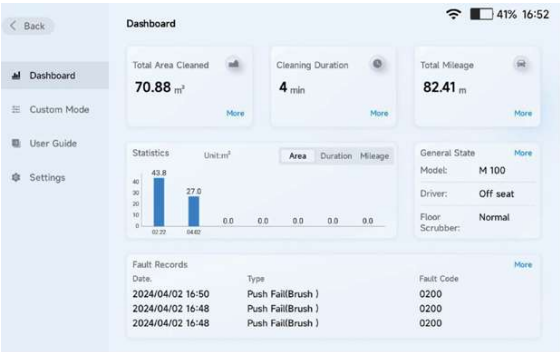 41% 16:52
Back
Dashboard
Dashboard
Custom Mode
User Guide
Settings
Total Area Cleaned
70.88 m²
More
Cleaning Duration
4 min
More
Total Mileage
82.41 m
More
Statistics
Unit:m²
Area Duration Mileage
40
30
20
10
0
43.8 27.0 0.0 0.0 0.0 0.0 0.0
02.22 04.02
General State More
Model: M 100
Driver: Off seat
Floor Scrubber: Normal
Fault Records More
Date. Type Fault Code
2024/04/02 16:50 Push Fail(Brush ) 0200
2024/04/02 16:48 Push Fail(Brush ) 0200
2024/04/02 16:48 Push Fail(Brush ) 0200